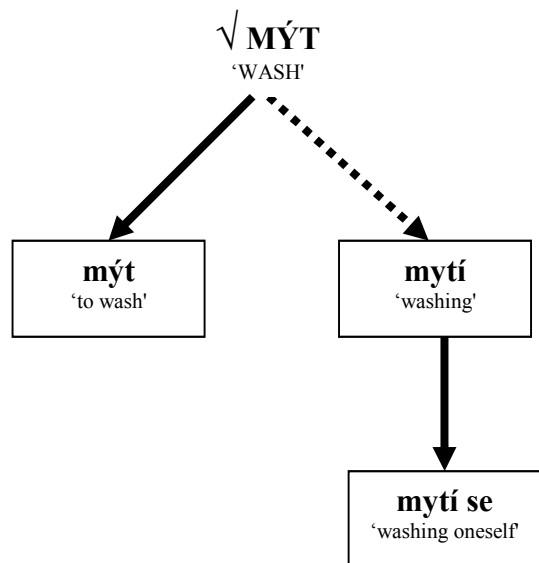 √ MÝT
‘WASH'
mýt
‘to wash'
mytí
‘washing'
mytí se
‘washing oneself'